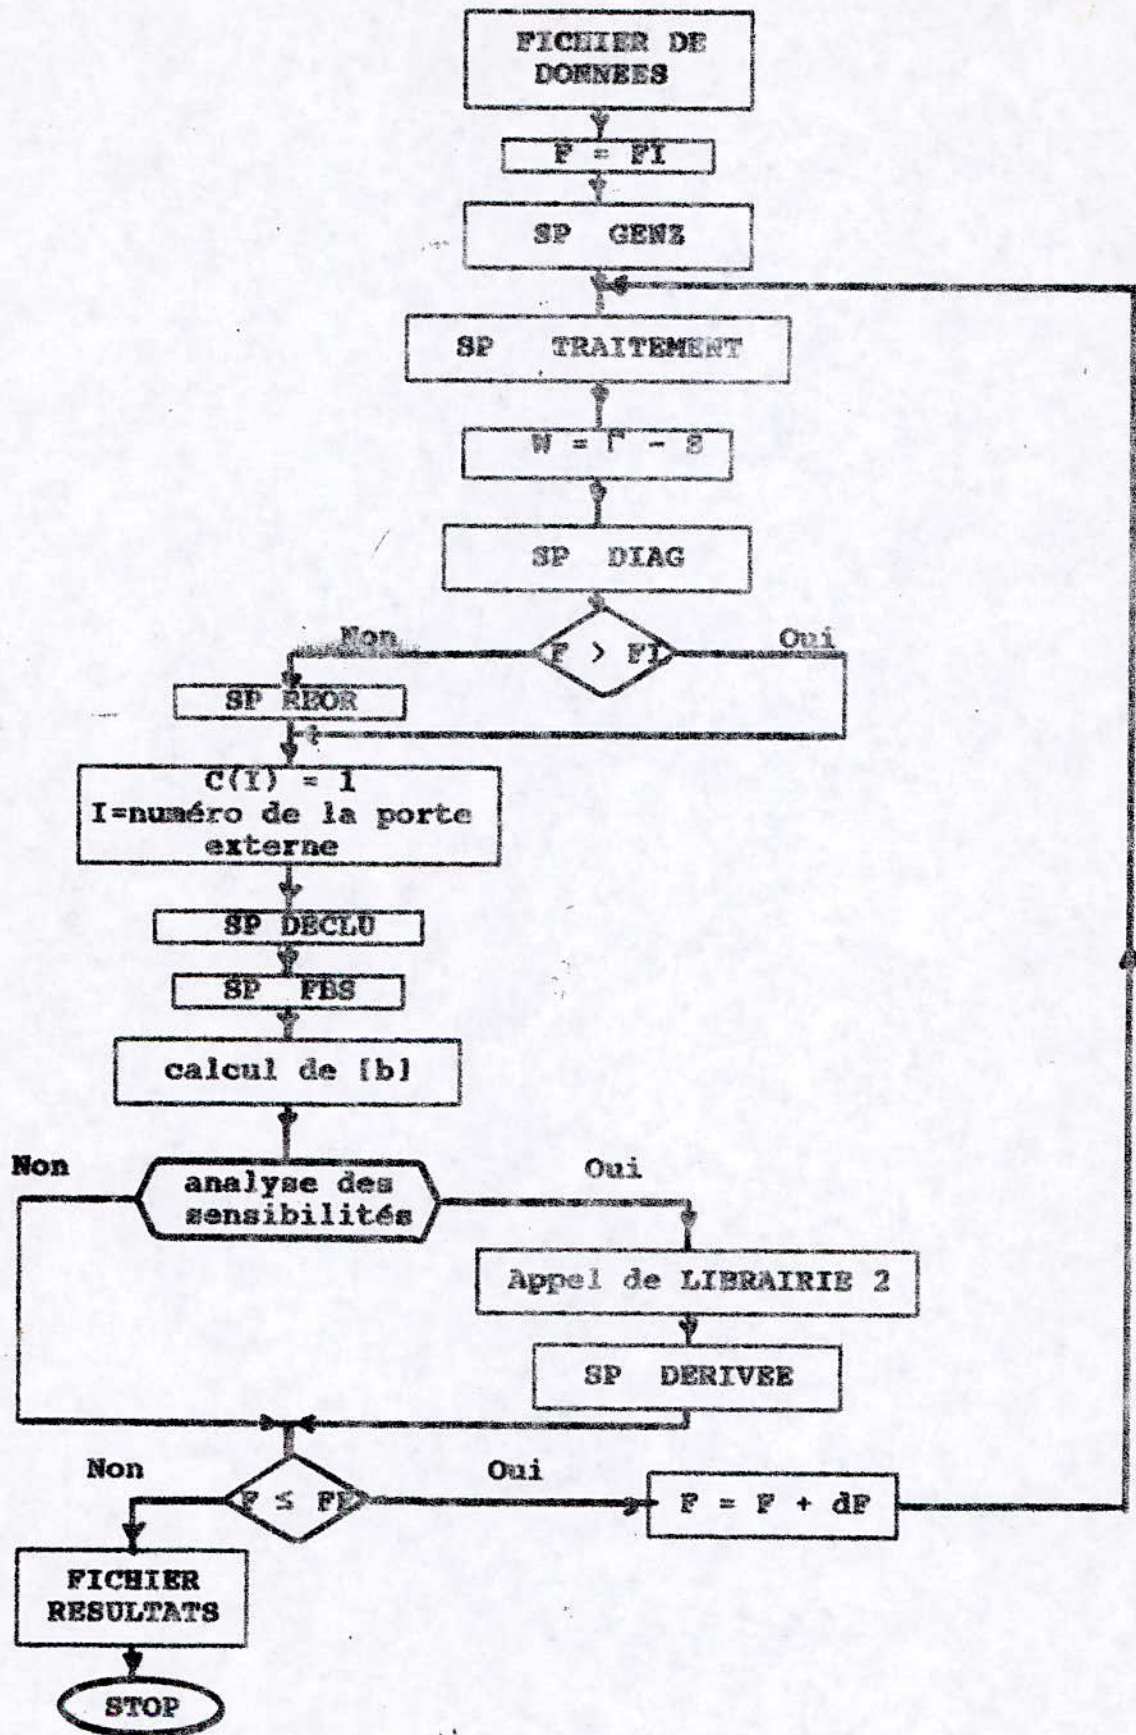 FICHIER DE
DONNEES
F = FI
SP GENZ
SP TRAITEMENT
W = Γ - S
SP DIAG
Non
F > FI
Oui
SP REOR
C(I) = 1
I=numéro de la porte
externe
SP DECLU
SP FBS
calcul de [b]
Non
analyse des
sensibilités
Oui
Appel de LIBRAIRIE 2
SP DERIVEE
Non
F ≤ FF
Oui
F = F + dF
FICHIER
RESULTATS
STOP